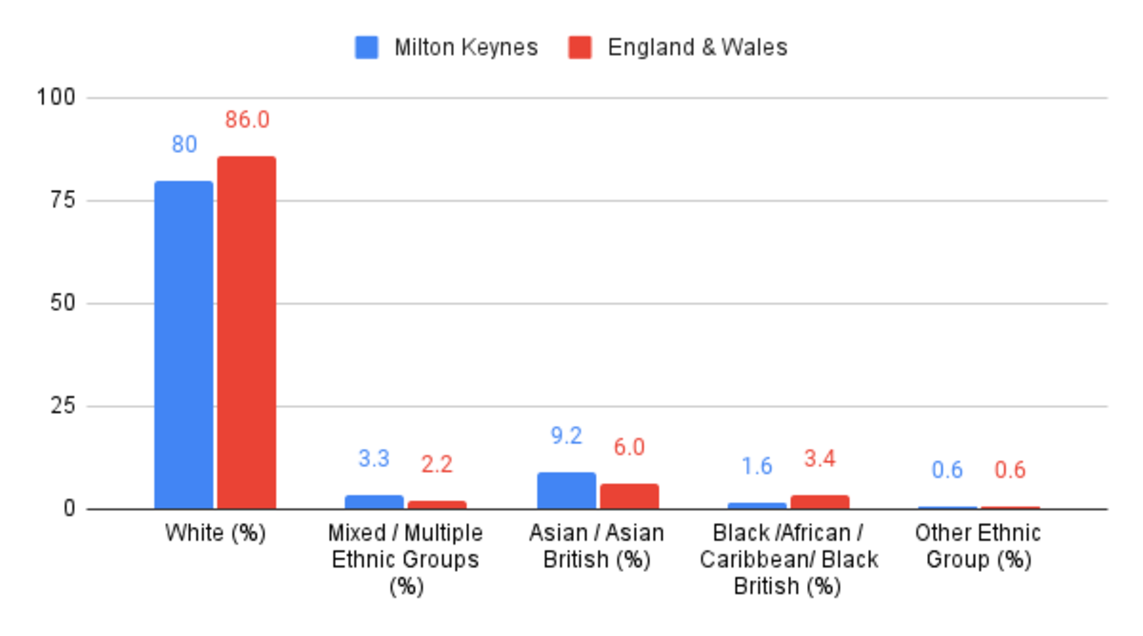 Milton Keynes England & Wales
100
75
50
25
0
80 86.0
3.3 2.2
9.2 6.0
1.6 3.4
0.6 0.6
White (%)
Mixed / Multiple
Ethnic Groups
(%)
Asian / Asian
British (%)
Black /African /
Caribbean/ Black
British (%)
Other Ethnic
Group (%)